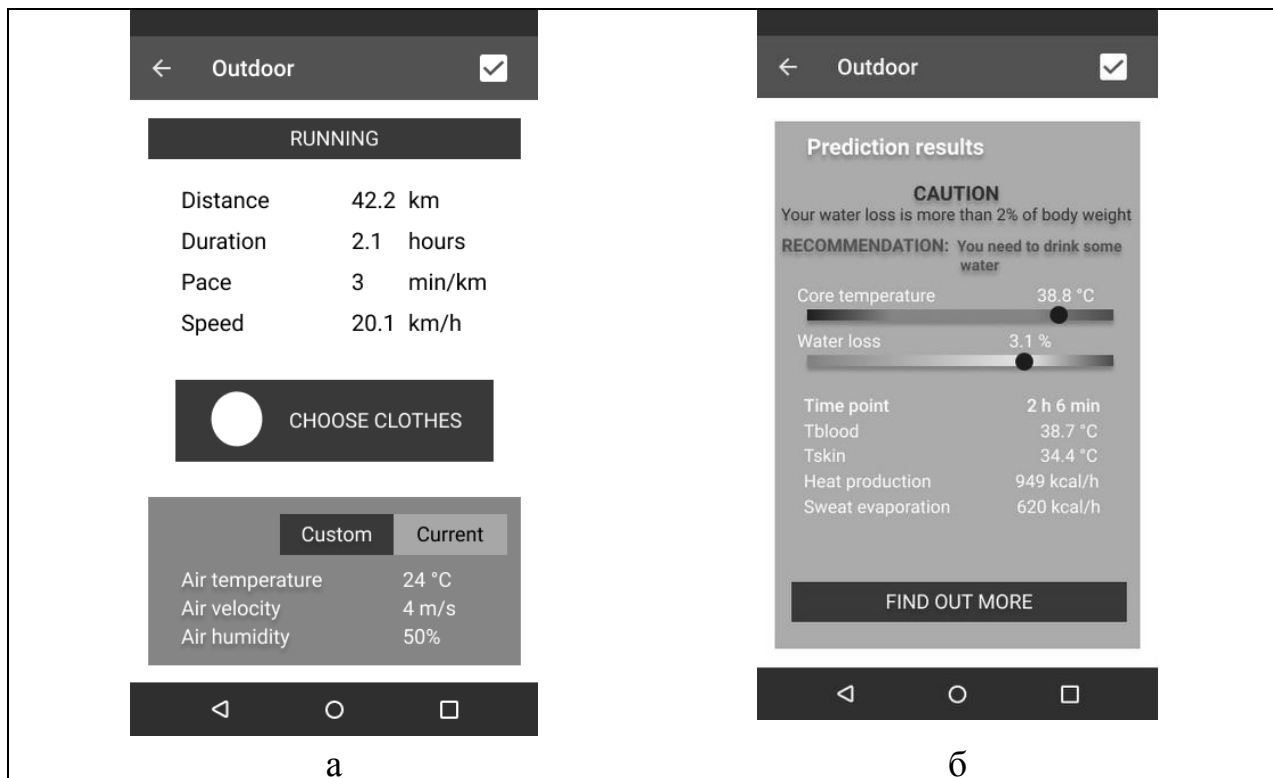 Outdoor
RUNNING
Distance 42.2 km
Duration 2.1 hours
Pace 3 min/km
Speed 20.1 km/h
CHOOSE CLOTHES
Custom Current
Air temperature 24 °C
Air velocity 4 m/s
Air humidity 50%
а
Outdoor
Prediction results
CAUTION
Your water loss is more than 2% of body weight
RECOMMENDATION: You need to drink some
water
Core temperature 38.8 °C
Water loss 3.1 %
Time point 2 h 6 min
Tblood 38.7 °C
Tskin 34.4 °C
Heat production 949 kcal/h
Sweat evaporation 620 kcal/h
FIND OUT MORE
б